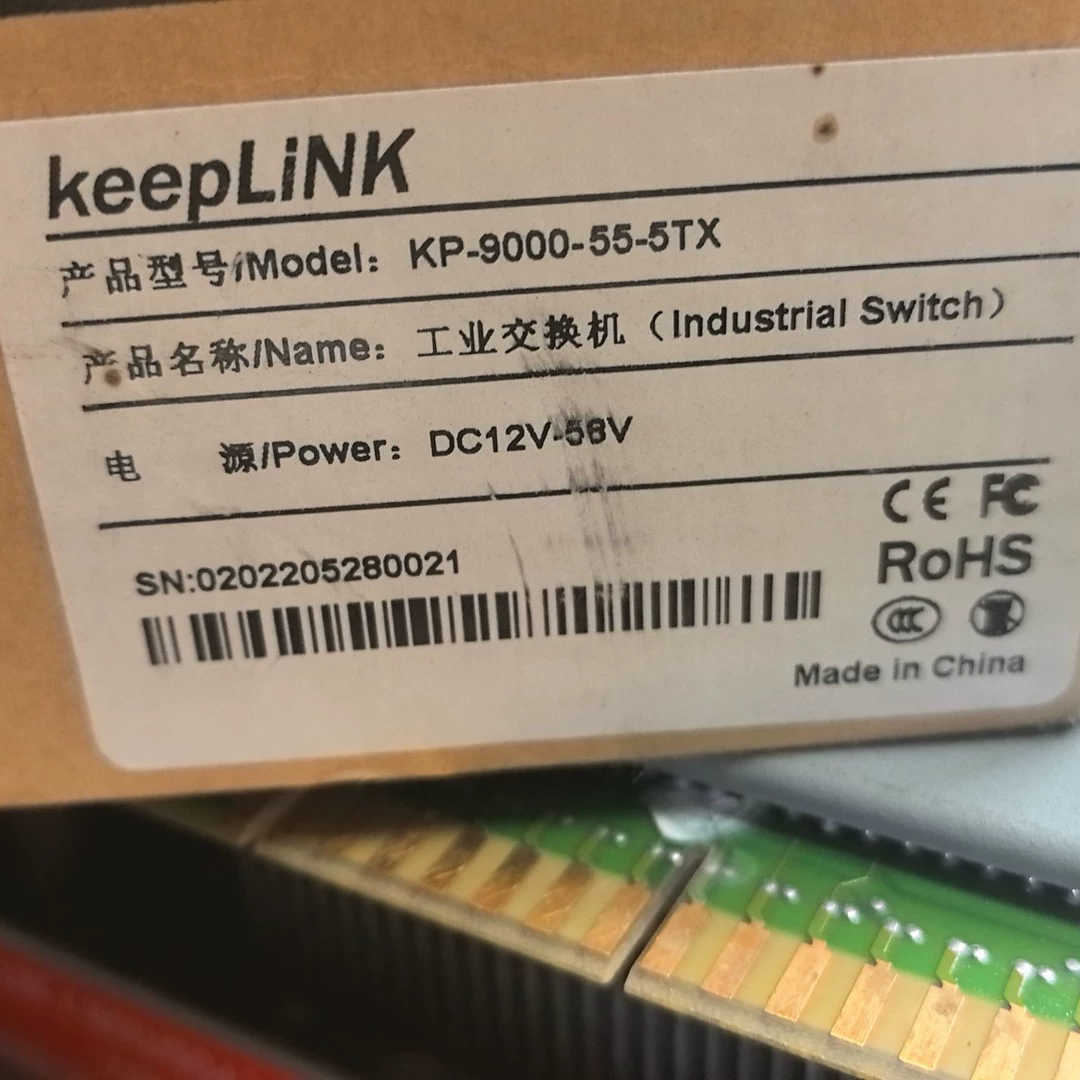 keepLiNK
产品型号/Model: KP-9000-55-5TX
产品名称/Name: 工业交换机（Industrial Switch）
电 源/Power: DC12V-58V
CE FC
SN:0202205280021
RoHS
CCC
Made in China